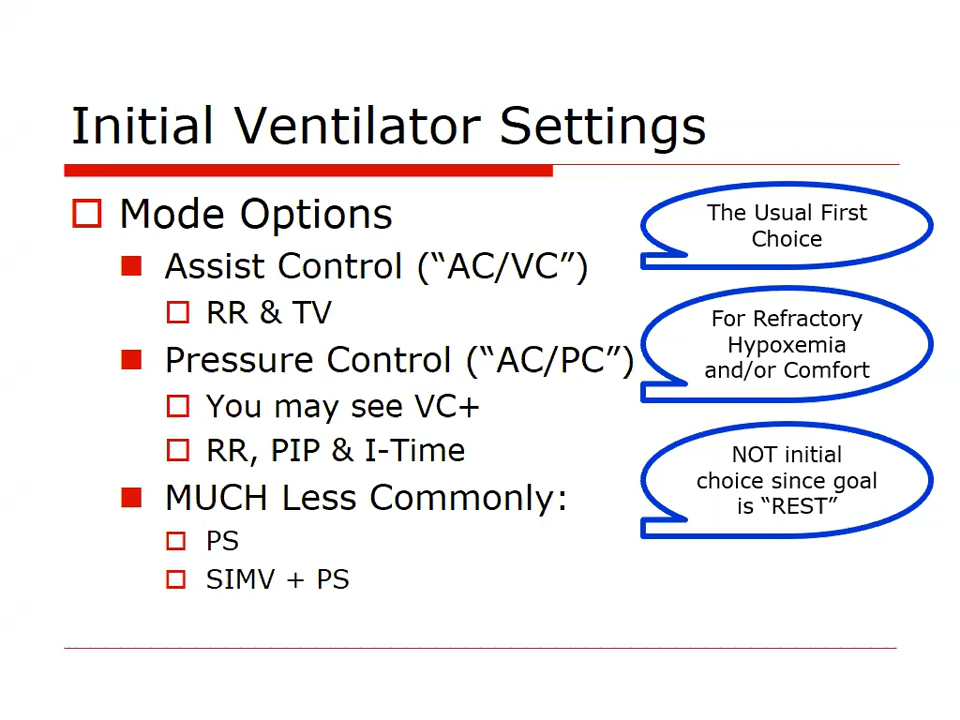 Initial Ventilator Settings
Mode Options
Assist Control (“AC/VC”)
RR & TV
Pressure Control (“AC/PC”)
You may see VC+
RR, PIP & I-Time
MUCH Less Commonly:
PS
SIMV + PS
The Usual First
Choice
For Refractory
Hypoxemia
and/or Comfort
NOT initial
choice since goal
is “REST”